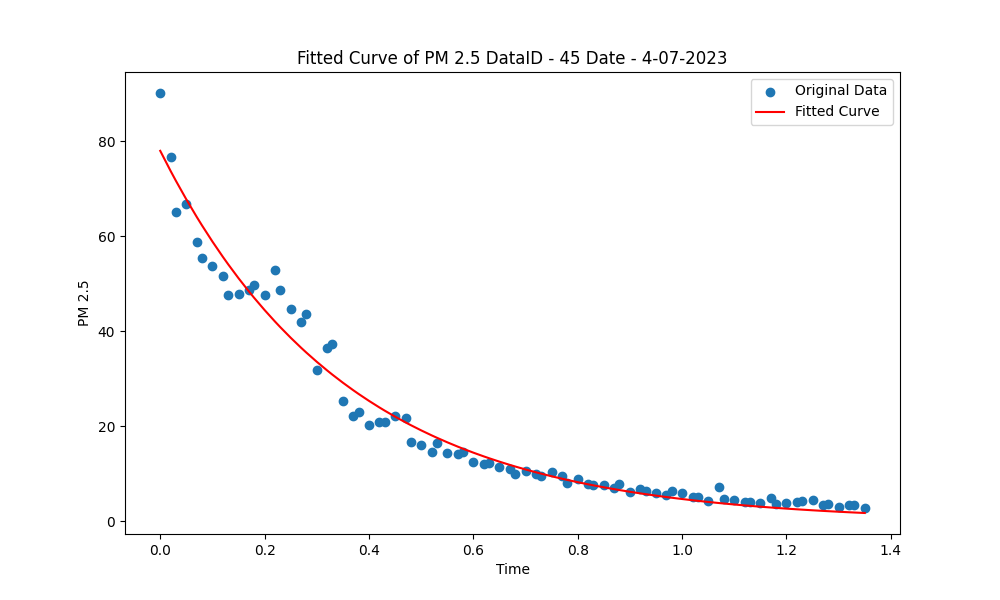 Fitted Curve of PM 2.5 DataID - 45 Date - 4-07-2023
Original Data
Fitted Curve
PM 2.5
80
60
40
20
0
0.0 0.2 0.4 0.6 0.8 1.0 1.2 1.4
Time